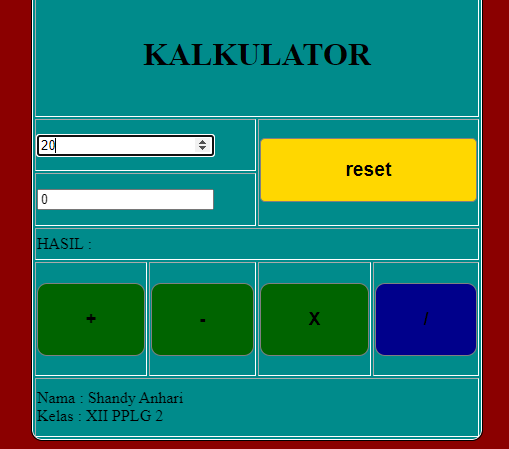 KALKULATOR
20
reset
0
HASIL :
+ - X /
Nama : Shandy Anhari
Kelas : XII PPLG 2